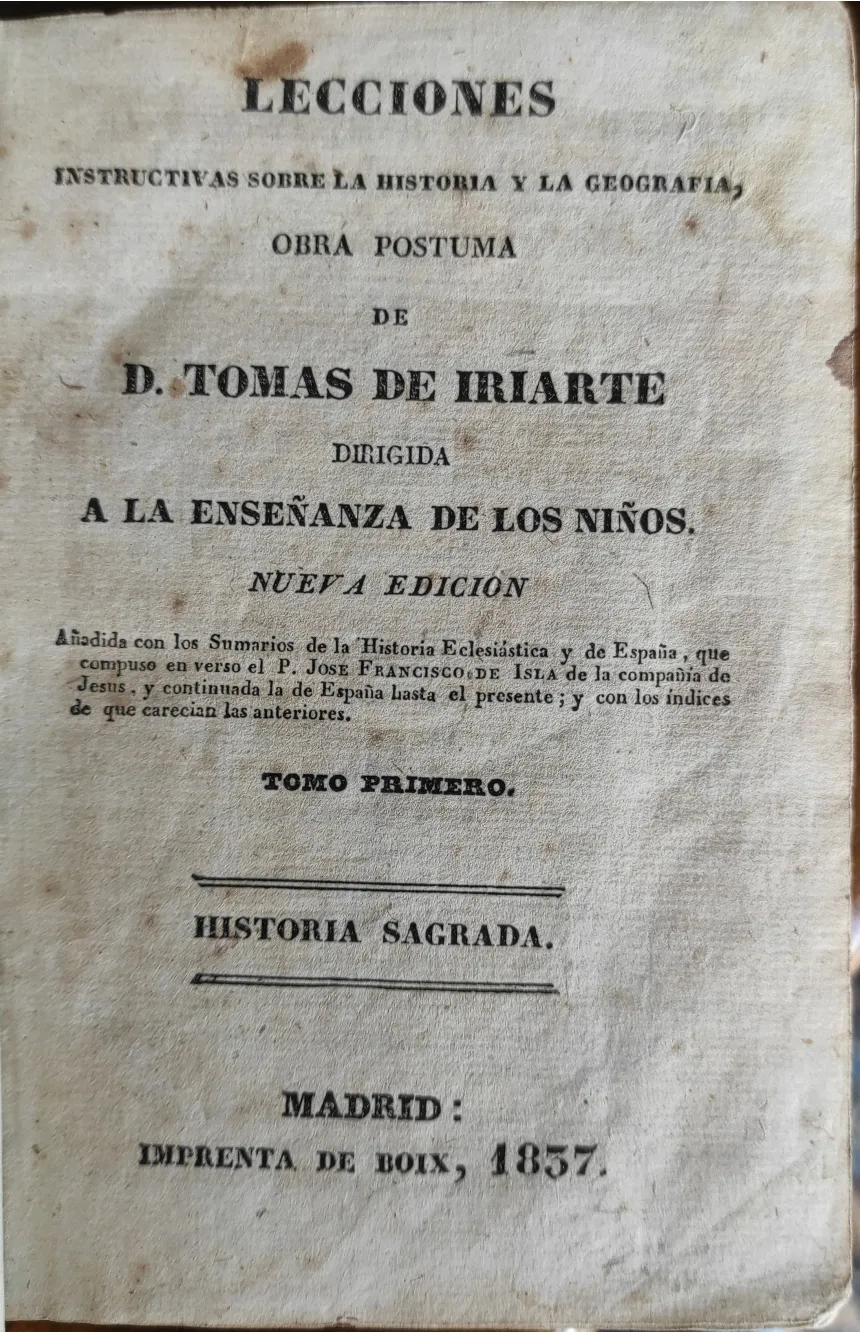 LECCIONES
INSTRUCTIVAS SOBRE LA HISTORIA Y LA GEOGRAFIA,
OBRA POSTUMA
DE
D. TOMAS DE IRIARTE
DIRIGIDA
A LA ENSEÑANZA DE LOS NIÑOS.
NUEVA EDICION
Añadida con los Sumarios de la Historia Eclesiástica y de España, que
compuso en verso el P. JOSE FRANCISCO DE ISLA de la compañia de
Jesus, y continuada la de España hasta el presente; y con los índices
de que carecian las anteriores.
TOMO PRIMERO.
HISTORIA SAGRADA.
MADRID:
IMPRENTA DE BOIX, 1837.